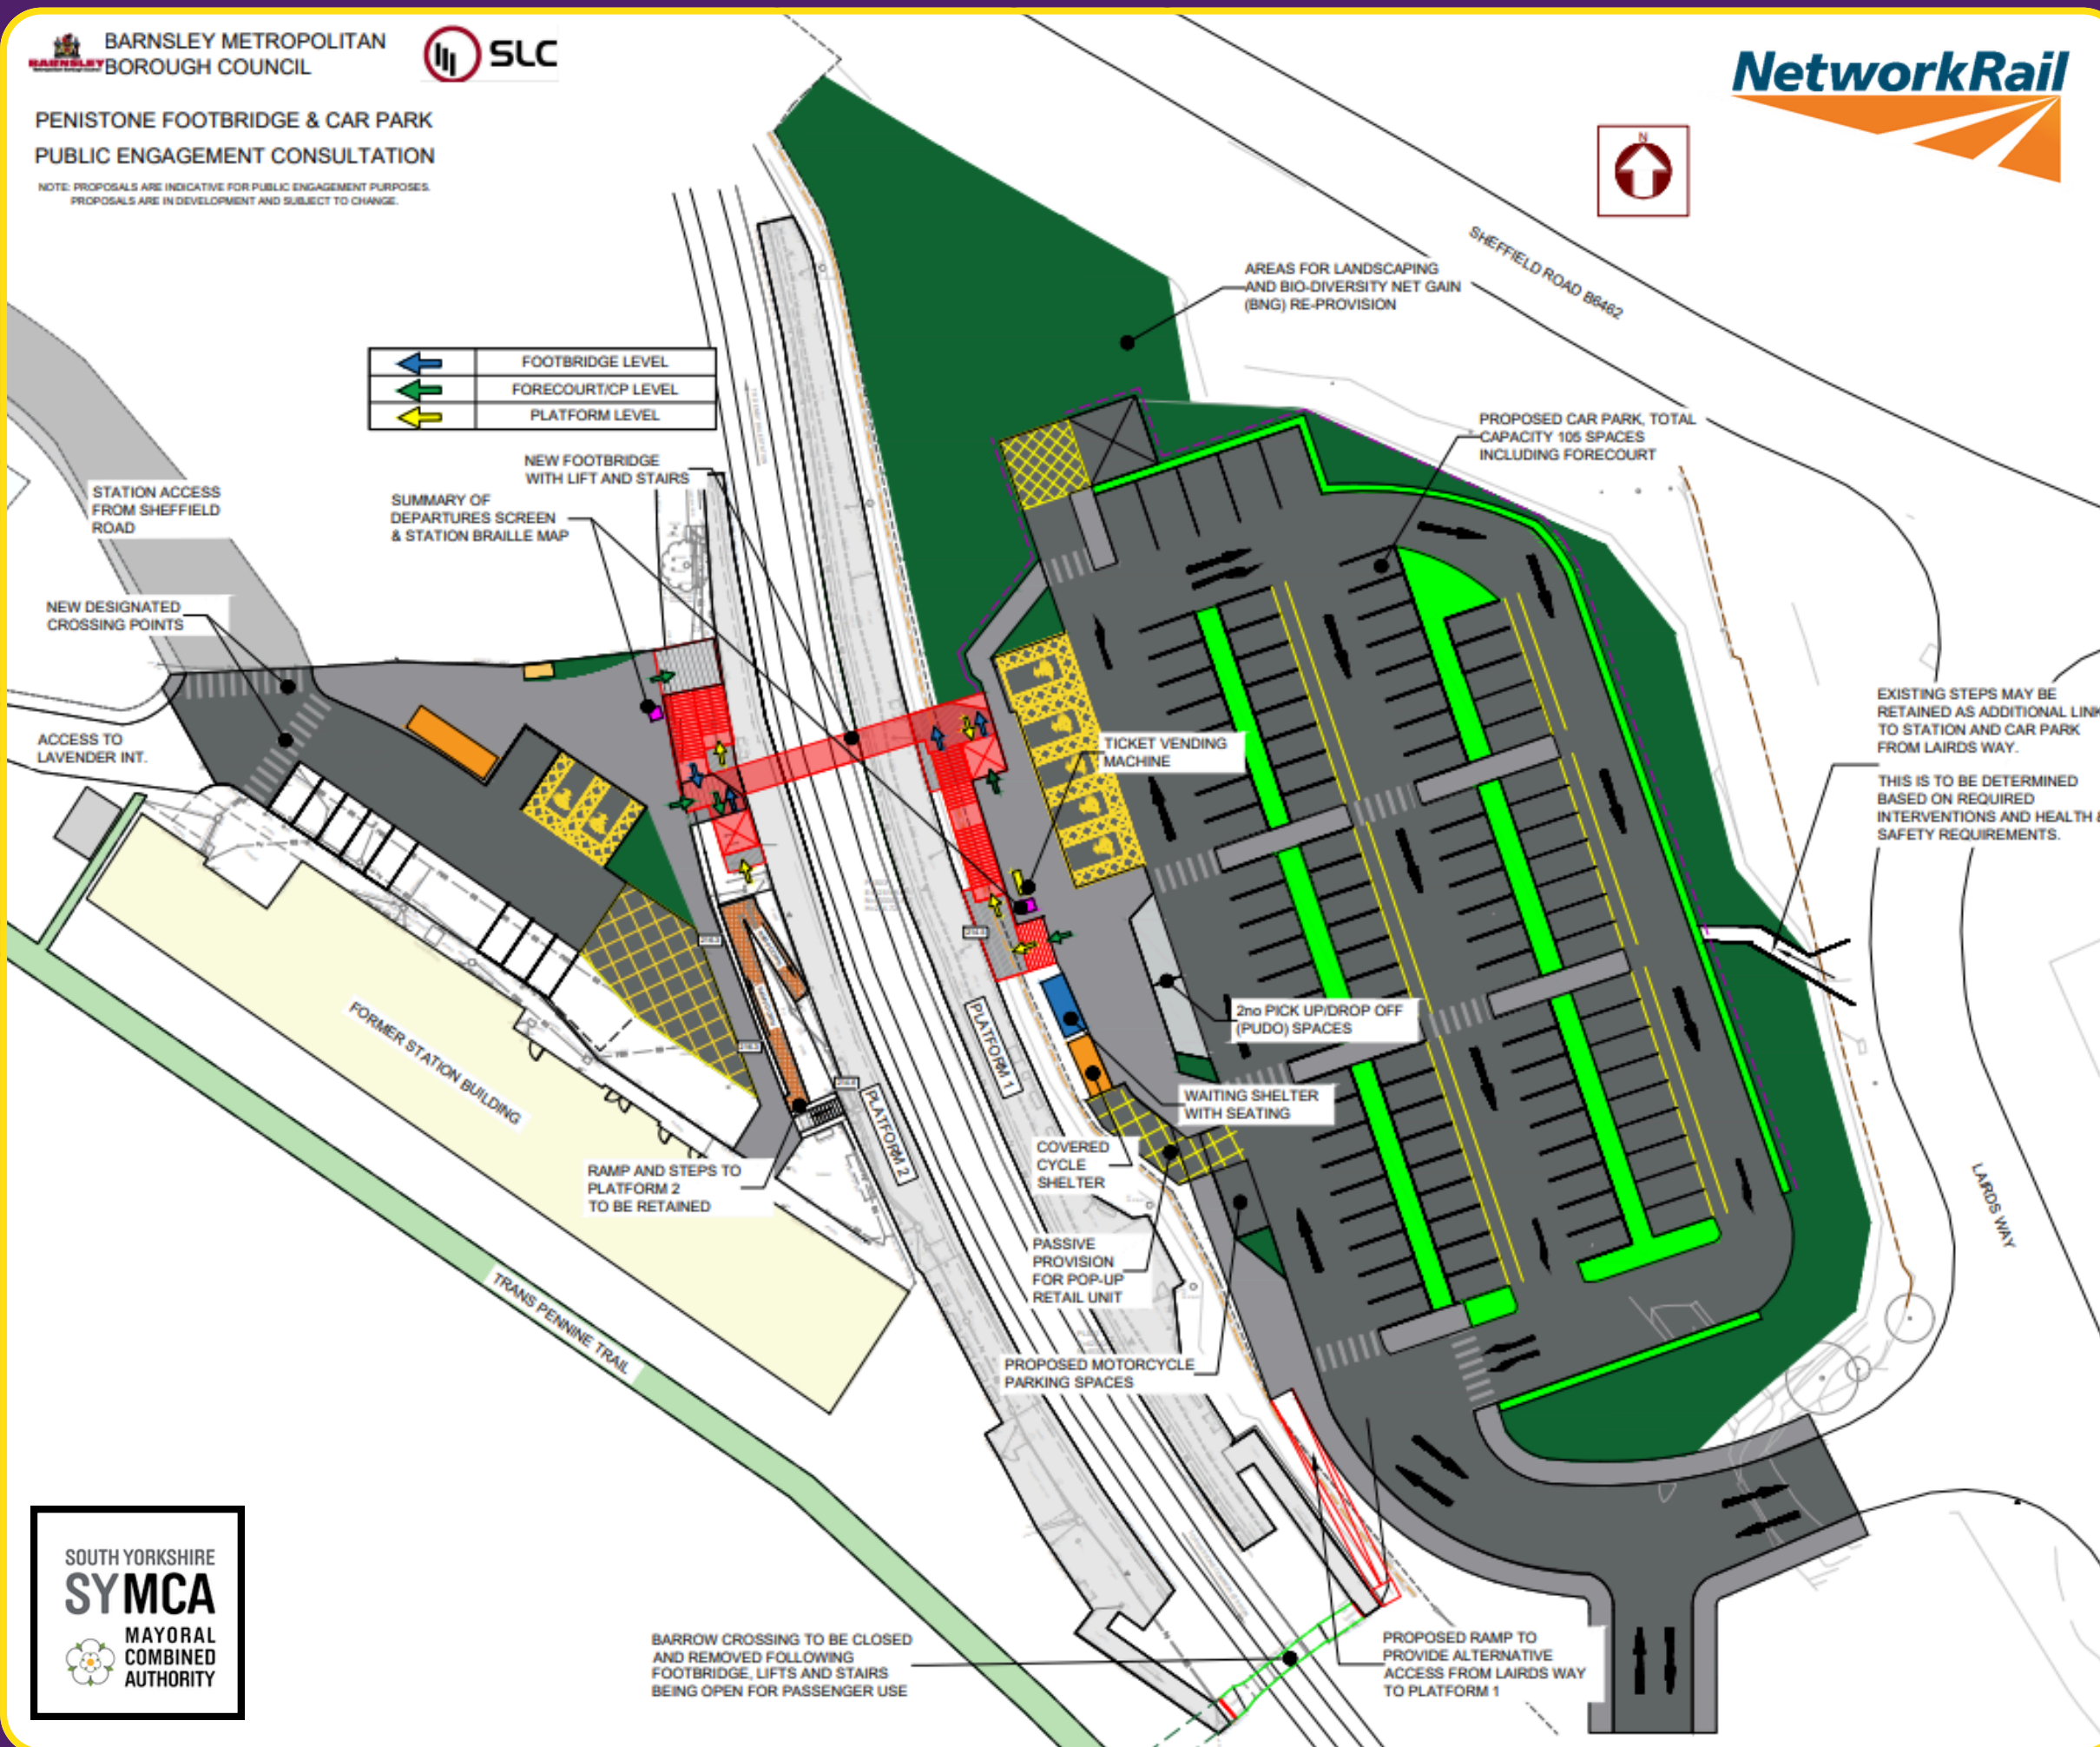 BARNSLEY METROPOLITAN
BOROUGH COUNCIL
BARNSLEY
SLC
NetworkRail
PENISTONE FOOTBRIDGE & CAR PARK
PUBLIC ENGAGEMENT CONSULTATION
NOTE: PROPOSALS ARE INDICATIVE FOR PUBLIC ENGAGEMENT PURPOSES.
PROPOSALS ARE IN DEVELOPMENT AND SUBJECT TO CHANGE.
N
SHEFFIELD ROAD B6462
AREAS FOR LANDSCAPING
AND BIO-DIVERSITY NET GAIN
(BNG) RE-PROVISION
FOOTBRIDGE LEVEL
FORECOURT/CP LEVEL
PLATFORM LEVEL
PROPOSED CAR PARK, TOTAL
CAPACITY 105 SPACES
INCLUDING FORECOURT
NEW FOOTBRIDGE
WITH LIFT AND STAIRS
SUMMARY OF
DEPARTURES SCREEN
& STATION BRAILLE MAP
STATION ACCESS
FROM SHEFFIELD
ROAD
NEW DESIGNATED
CROSSING POINTS
ACCESS TO
LAVENDER INT.
EXISTING STEPS MAY BE
RETAINED AS ADDITIONAL LINK
TO STATION AND CAR PARK
FROM LAIRDS WAY.
THIS IS TO BE DETERMINED
BASED ON REQUIRED
INTERVENTIONS AND HEALTH &
SAFETY REQUIREMENTS.
TICKET VENDING
MACHINE
2no PICK UP/DROP OFF
(PUDO) SPACES
PLATFORM 1
PLATFORM 2
FORMER STATION BUILDING
WAITING SHELTER
WITH SEATING
COVERED
CYCLE
SHELTER
RAMP AND STEPS TO
PLATFORM 2
TO BE RETAINED
LAIRDS WAY
PASSIVE
PROVISION
FOR POP-UP
RETAIL UNIT
TRANS PENNINE TRAIL
PROPOSED MOTORCYCLE
PARKING SPACES
BARROW CROSSING TO BE CLOSED
AND REMOVED FOLLOWING
FOOTBRIDGE, LIFTS AND STAIRS
BEING OPEN FOR PASSENGER USE
PROPOSED RAMP TO
PROVIDE ALTERNATIVE
ACCESS FROM LAIRDS WAY
TO PLATFORM 1
SOUTH YORKSHIRE
SYMCA
MAYORAL
COMBINED
AUTHORITY